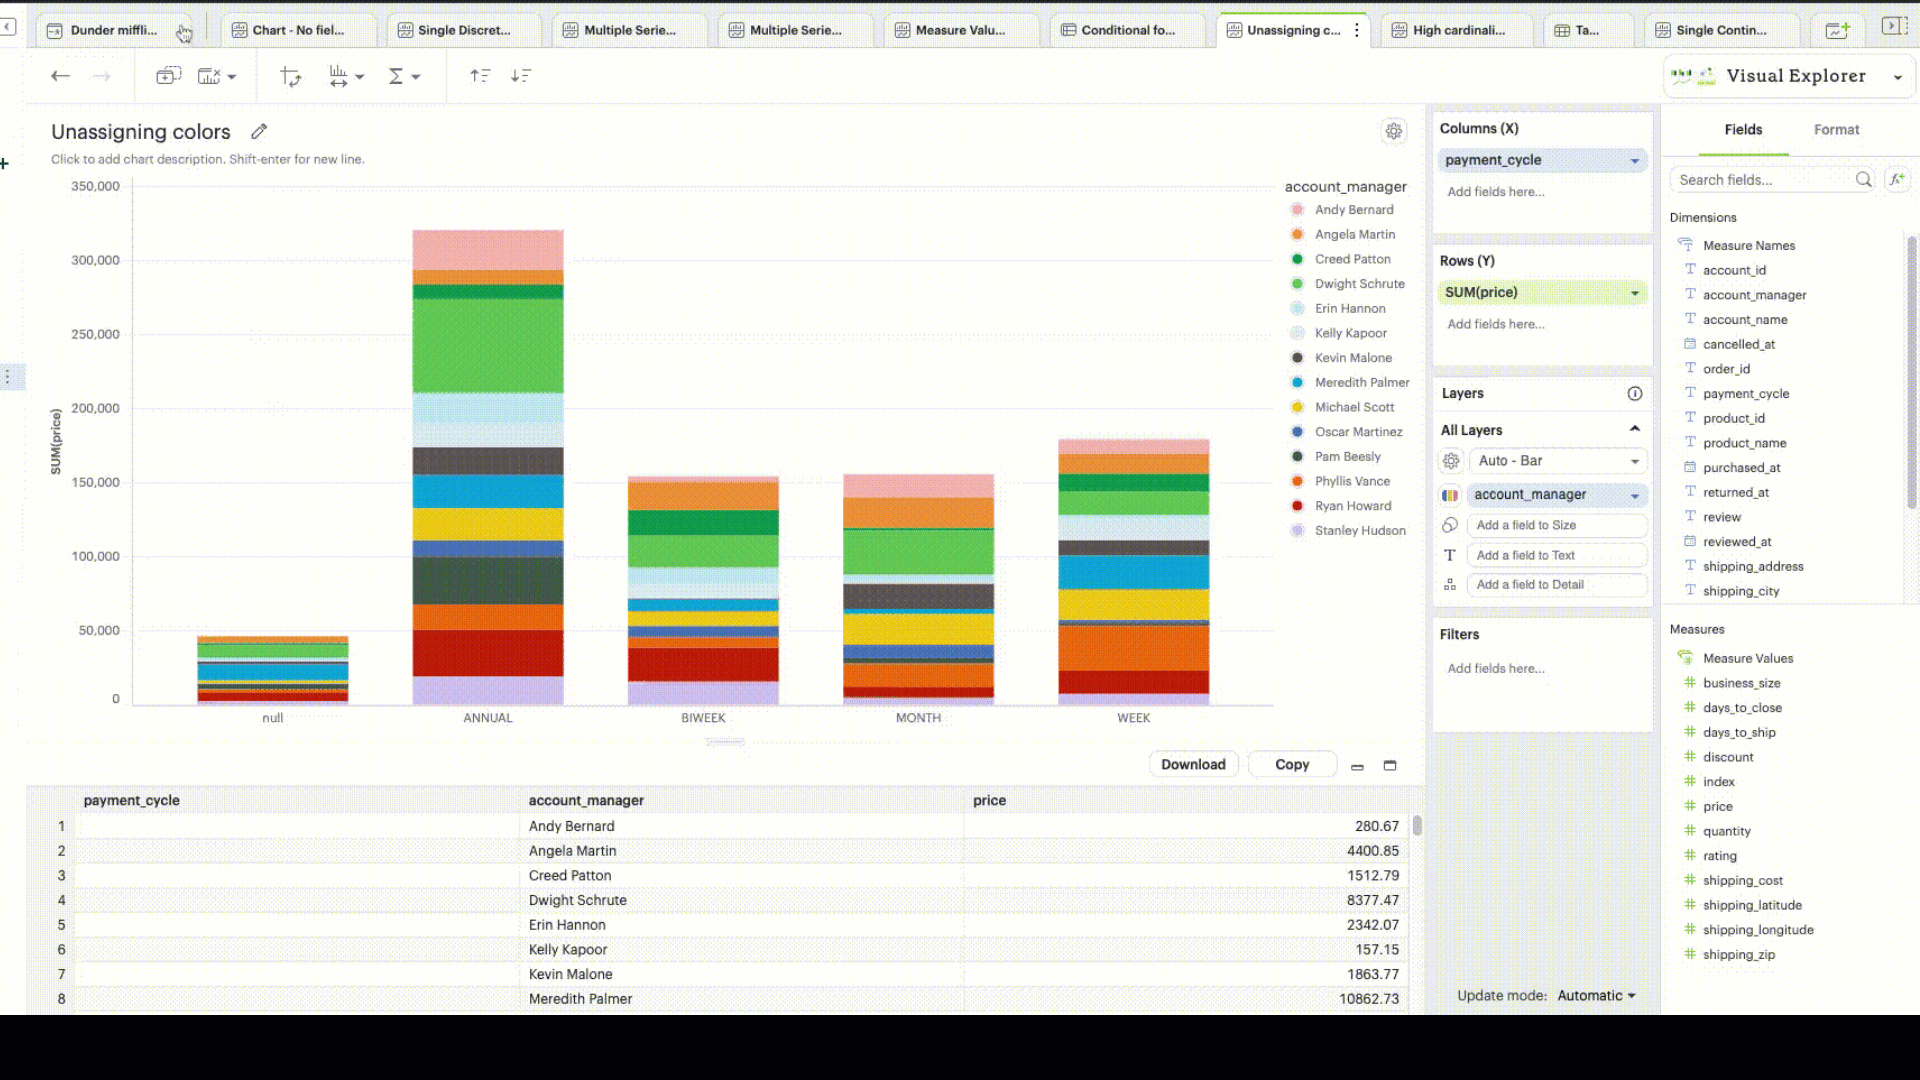 Dunder miffli...
Chart - No fiel...
Single Discret...
Multiple Serie...
Multiple Serie...
Measure Valu...
Conditional fo...
Unassigning c...
High cardinali...
Ta...
Single Contin...
Visual Explorer
Unassigning colors
Click to add chart description. Shift-enter for new line.
350,000
300,000
250,000
200,000
150,000
100,000
50,000
0
SUM(price)
null
ANNUAL
BIWEEK
MONTH
WEEK
account_manager
Andy Bernard
Angela Martin
Creed Patton
Dwight Schrute
Erin Hannon
Kelly Kapoor
Kevin Malone
Meredith Palmer
Michael Scott
Oscar Martinez
Pam Beesly
Phyllis Vance
Ryan Howard
Stanley Hudson
Download
Copy
payment_cycle account_manager price
1 Andy Bernard 280.67
2 Angela Martin 4400.85
3 Creed Patton 1512.79
4 Dwight Schrute 8377.47
5 Erin Hannon 2342.07
6 Kelly Kapoor 157.15
7 Kevin Malone 1863.77
8 Meredith Palmer 10862.73
Columns (X)
payment_cycle
Add fields here...
Rows (Y)
SUM(price)
Add fields here...
Layers
All Layers
Auto - Bar
account_manager
Add a field to Size
T Add a field to Text
Add a field to Detail
Filters
Add fields here...
Update mode: Automatic
Fields
Format
Search fields...
Dimensions
Measure Names
account_id
account_manager
account_name
cancelled_at
order_id
payment_cycle
product_id
product_name
purchased_at
returned_at
review
reviewed_at
shipping_address
shipping_city
Measures
Measure Values
business_size
days_to_close
days_to_ship
discount
index
price
quantity
rating
shipping_cost
shipping_latitude
shipping_longitude
shipping_zip